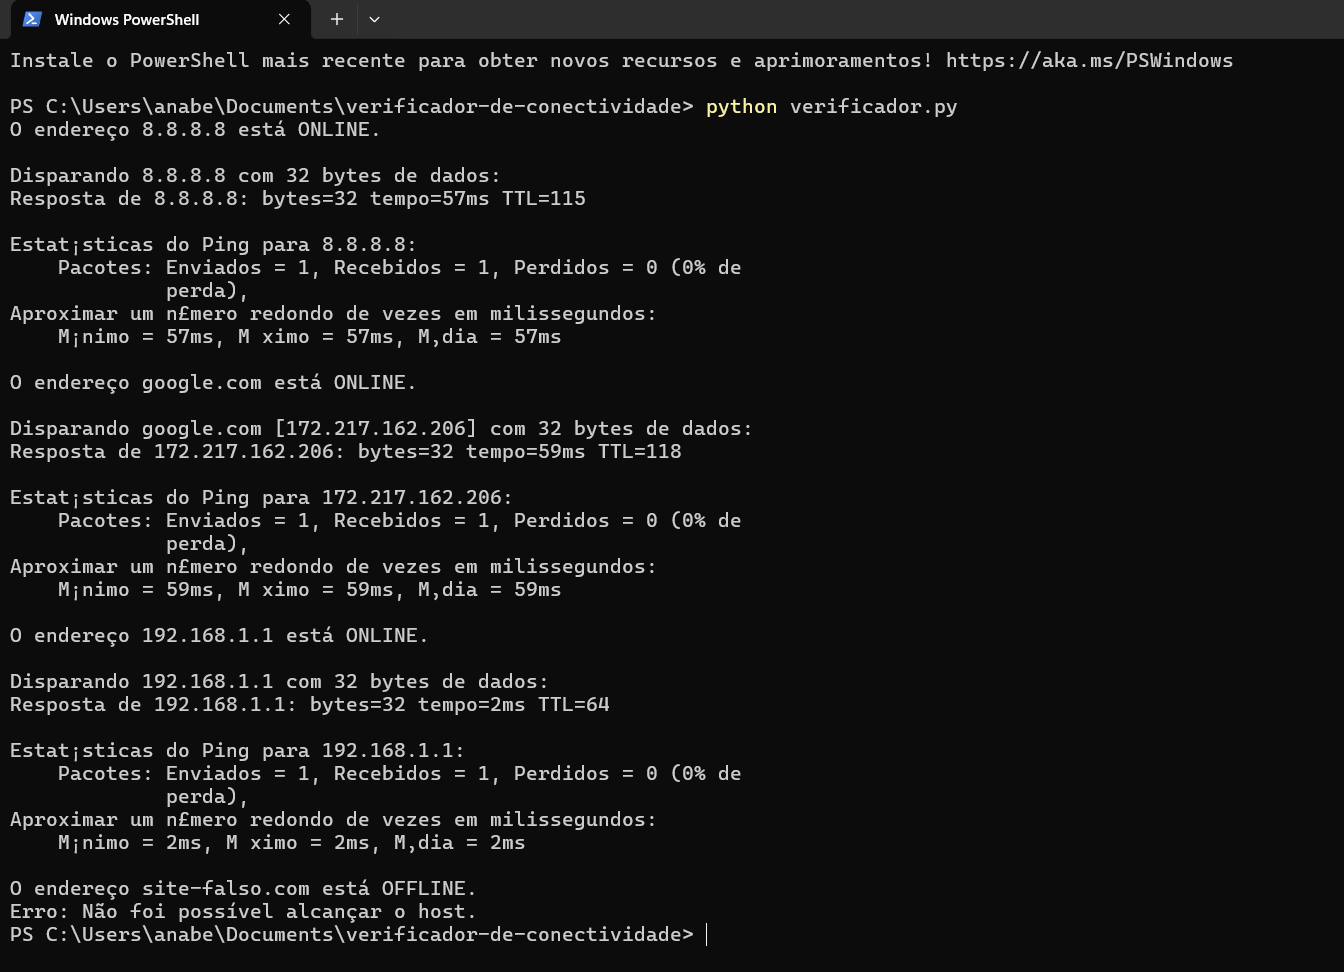 Windows PowerShell
Instale o PowerShell mais recente para obter novos recursos e aprimoramentos! https://aka.ms/PSWindows
PS C:\Users\anabe\Documents\verificador-de-conectividade> python verificador.py
O endereço 8.8.8.8 está ONLINE.
Disparando 8.8.8.8 com 32 bytes de dados:
Resposta de 8.8.8.8: bytes=32 tempo=57ms TTL=115
Estat¡sticas do Ping para 8.8.8.8:
    Pacotes: Enviados = 1, Recebidos = 1, Perdidos = 0 (0% de
             perda),
Aproximar um n£mero redondo de vezes em milissegundos:
    M¡nimo = 57ms, M ximo = 57ms, M‚dia = 57ms
O endereço google.com está ONLINE.
Disparando google.com [172.217.162.206] com 32 bytes de dados:
Resposta de 172.217.162.206: bytes=32 tempo=59ms TTL=118
Estat¡sticas do Ping para 172.217.162.206:
    Pacotes: Enviados = 1, Recebidos = 1, Perdidos = 0 (0% de
             perda),
Aproximar um n£mero redondo de vezes em milissegundos:
    M¡nimo = 59ms, M ximo = 59ms, M‚dia = 59ms
O endereço 192.168.1.1 está ONLINE.
Disparando 192.168.1.1 com 32 bytes de dados:
Resposta de 192.168.1.1: bytes=32 tempo=2ms TTL=64
Estat¡sticas do Ping para 192.168.1.1:
    Pacotes: Enviados = 1, Recebidos = 1, Perdidos = 0 (0% de
             perda),
Aproximar um n£mero redondo de vezes em milissegundos:
    M¡nimo = 2ms, M ximo = 2ms, M‚dia = 2ms
O endereço site-falso.com está OFFLINE.
Erro: Não foi possível alcançar o host.
PS C:\Users\anabe\Documents\verificador-de-conectividade>